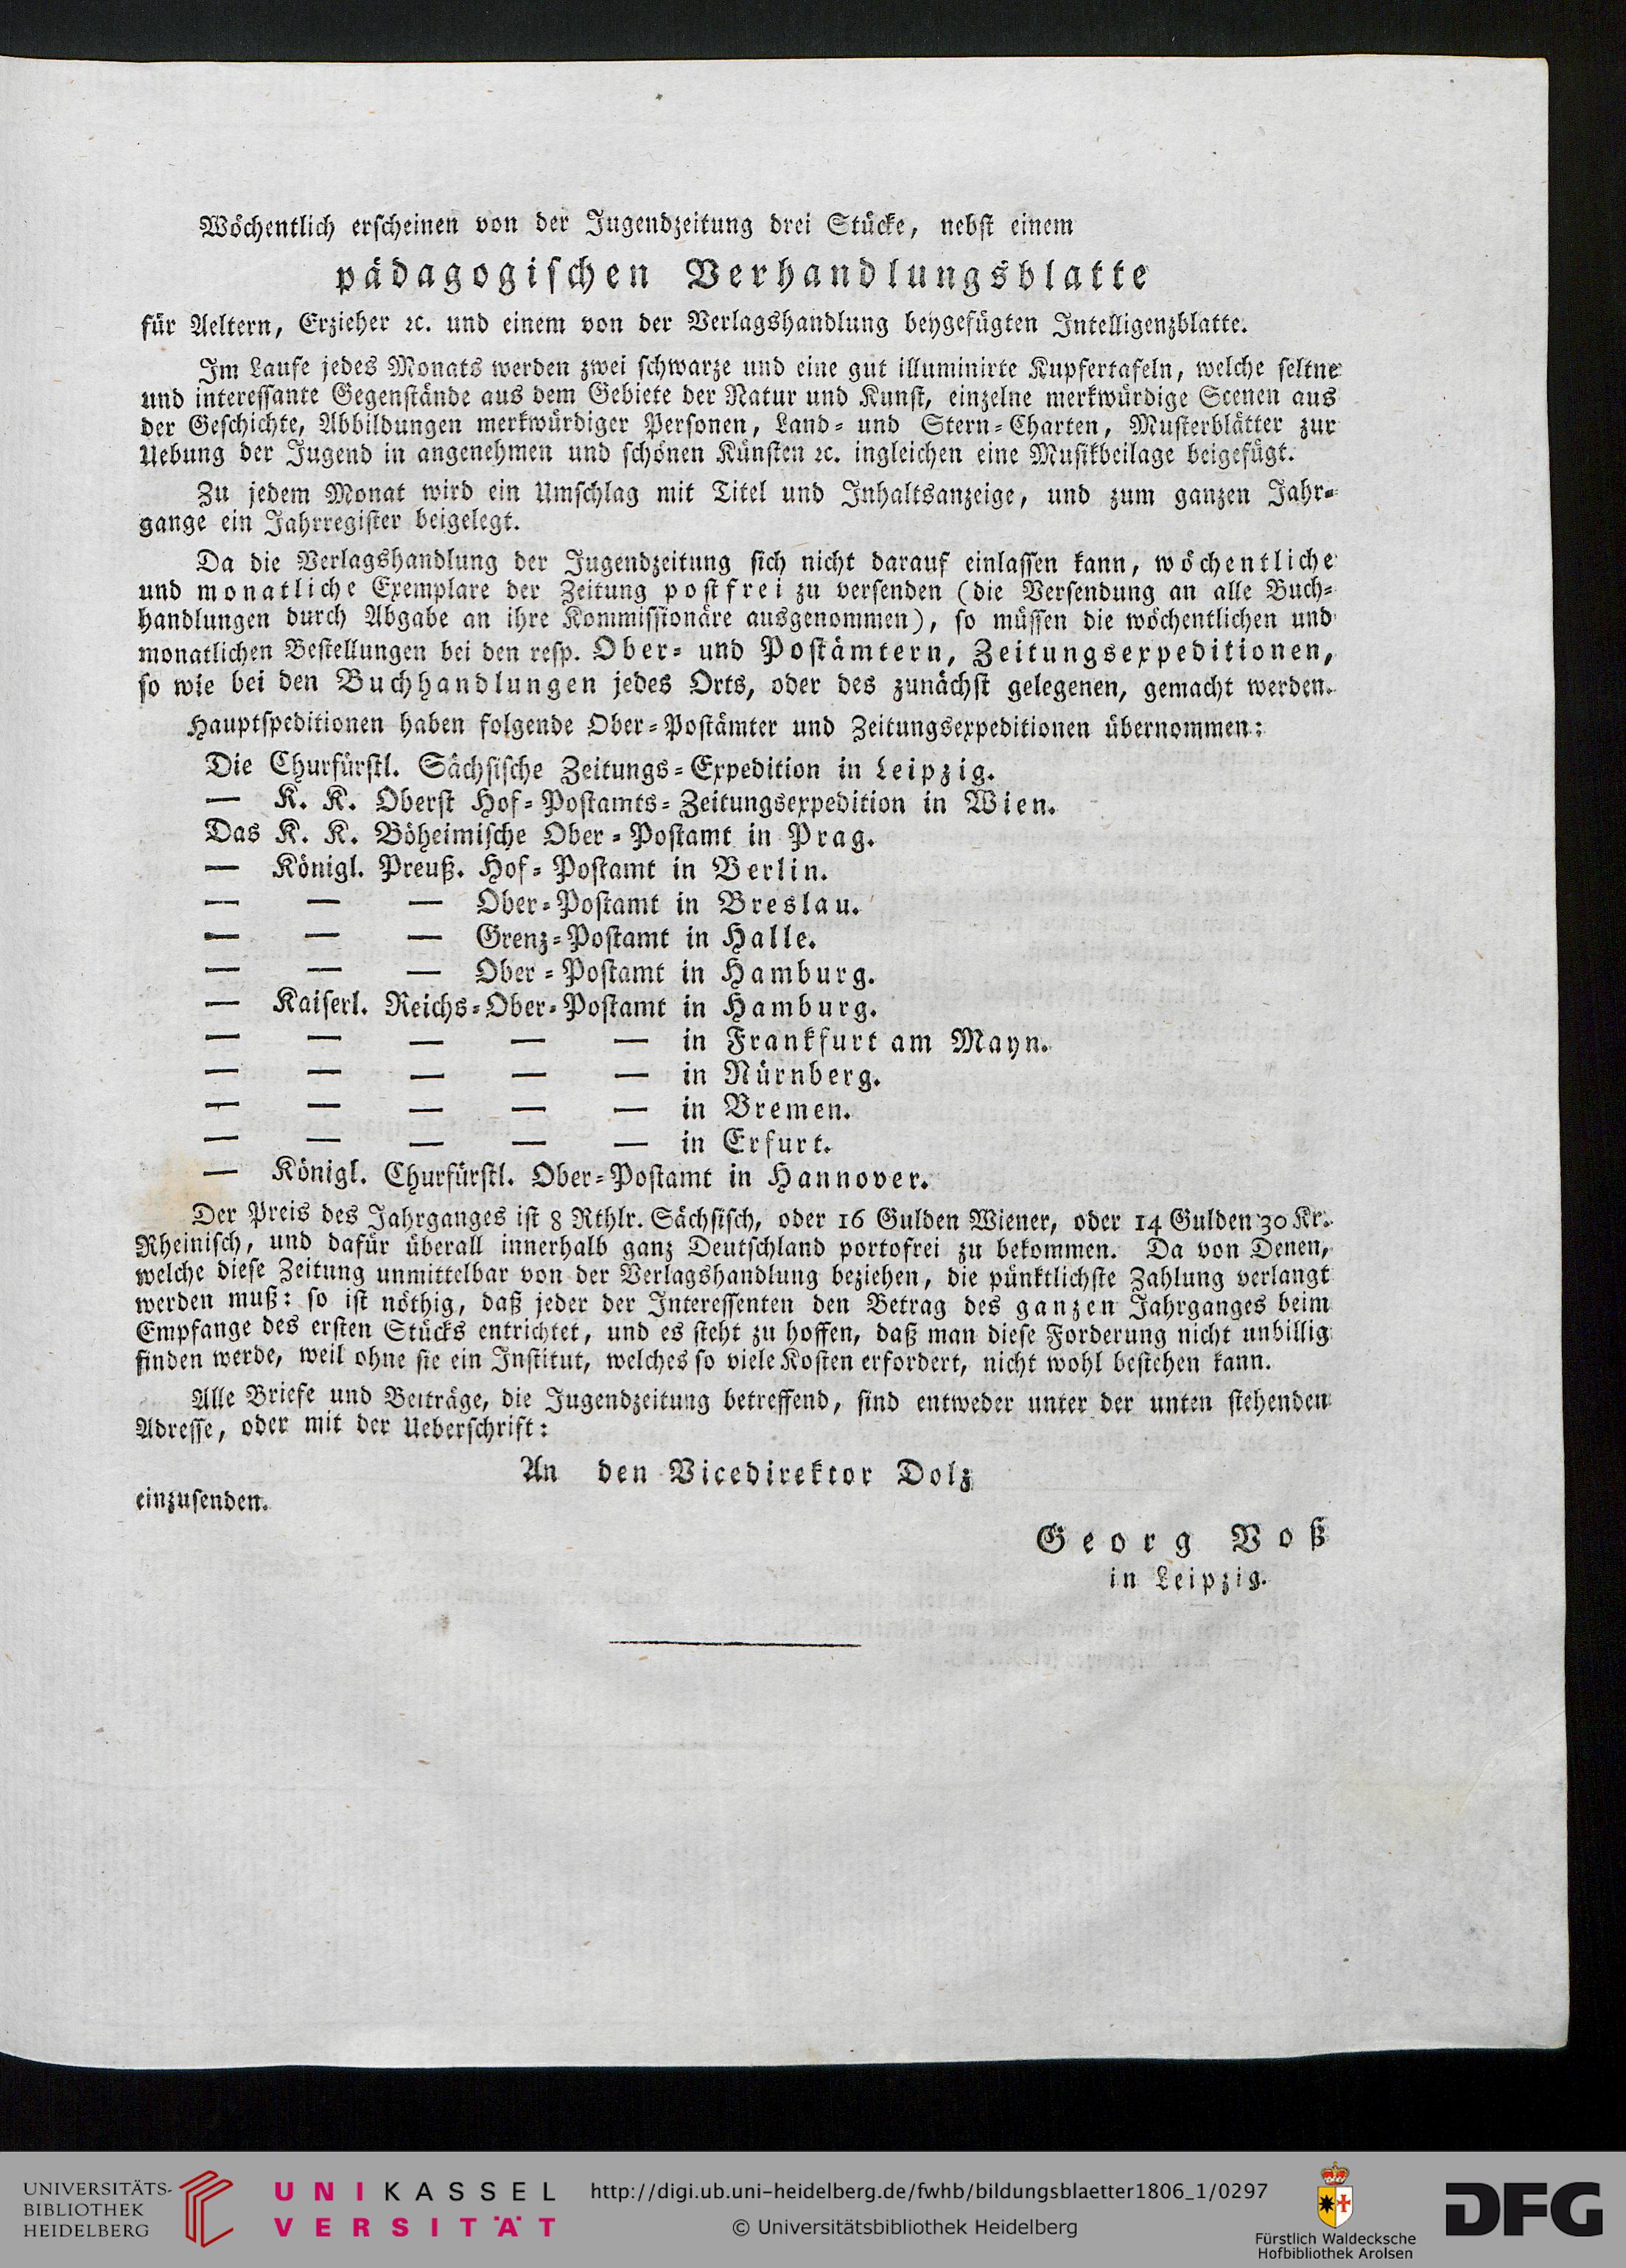 Wöchentlich erscheinen von der Jugendzeitung drei Stücke, nebst einem
pädagogischen Verhandlungsblatte
für Aeltern, Erzieher ꝛc. und einem von der Verlagshandlung beygefügten Intelligenzblatte.
Im Laufe jedes Monats werden zwei schwarze und eine gut illuminirte Kupfertafeln, welche seltne
und interessante Gegenstände aus dem Gebiete der Natur und Kunst, einzelne merkwürdige Scenen aus
der Geschichte, Abbildungen merkwürdiger Personen, Land- und Stern-Charten, Musterblätter zur
Uebung der Jugend in angenehmen und schönen Künsten ꝛc. ingleichen eine Musikbeilage beigefügt.
Zu jedem Monat wird ein Umschlag mit Titel und Inhaltsanzeige, und zum ganzen Jahr-
gange ein Jahrregister beigelegt.
Da die Verlagshandlung der Jugendzeitung sich nicht darauf einlassen kann, wöchentliche
und monatliche Exemplare der Zeitung postfrei zu versenden (die Versendung an alle Buch-
handlungen durch Abgabe an ihre Kommissionäre ausgenommen), so müssen die wöchentlichen und
monatlichen Bestellungen bei den resp. Ober- und Postämtern, Zeitungsexpeditionen,
so wie bei den Buchhandlungen jedes Orts, oder des zunächst gelegenen, gemacht werden.
Hauptspeditionen haben folgende Ober-Postämter und Zeitungsexpeditionen übernommen:
Die Churfürstl. Sächsische Zeitungs-Expedition in Leipzig.
— K. K. Oberst Hof-Postamts-Zeitungsexpedition in Wien.
Das K. K. Böheimische Ober-Postamt in Prag.
— Königl. Preuß. Hof-Postamt in Berlin.
— — — Ober-Postamt in Breslau.
— — — Grenz-Postamt in Halle.
— — — Ober-Postamt in Hamburg.
— Kaiserl. Reichs-Ober-Postamt in Hamburg.
— — — — — in Frankfurt am Mayn.
— — — — — in Nürnberg.
— — — — — in Bremen.
— — — — — in Erfurt.
— Königl. Churfürstl. Ober-Postamt in Hannover.
Der Preis des Jahrganges ist 8 Rthlr. Sächsisch, oder 16 Gulden Wiener, oder 14 Gulden 30 Kr.
Rheinisch, und dafür überall innerhalb ganz Deutschland portofrei zu bekommen. Da von Denen,
welche diese Zeitung unmittelbar von der Verlagshandlung beziehen, die pünktlichste Zahlung verlangt
werden muß: so ist nöthig, daß jeder der Interessenten den Betrag des ganzen Jahrganges beim
Empfange des ersten Stücks entrichtet, und es steht zu hoffen, daß man diese Forderung nicht unbillig
finden werde, weil ohne sie ein Institut, welches so viele Kosten erfordert, nicht wohl bestehen kann.
Alle Briefe und Beiträge, die Jugendzeitung betreffend, sind entweder unter der unten stehenden
Adresse, oder mit der Ueberschrift:
An den Vicedirektor Dolz
einzusenden.
Georg Voß
in Leipzig.
UNIVERSITÄTS-
BIBLIOTHEK
HEIDELBERG
UNIKASSEL
VERSITÄT
http://digi.ub.uni-heidelberg.de/fwhb/bildungsblaetter1806_1/0297
© Universitätsbibliothek Heidelberg
Fürstlich Waldecksche
Hofbibliothek Arolsen
DFG